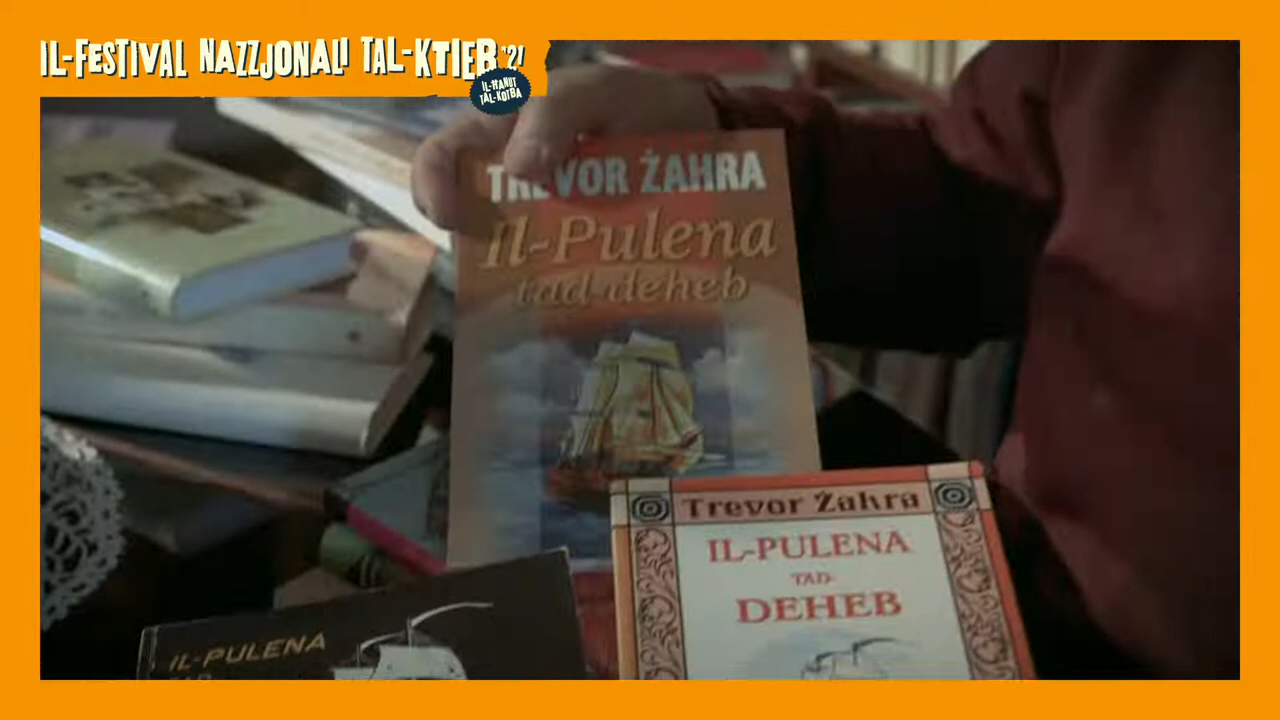 IL-FESTIVAL NAZZJONALI TAL-KTIEB '21
IL-ĦANUT
TAL-KOTBA
TREVOR ŻAHRA
Il-Pulena
tad-deheb
Trevor Żahra
IL-PULENA
TAD-
DEHEB
IL-PULENA